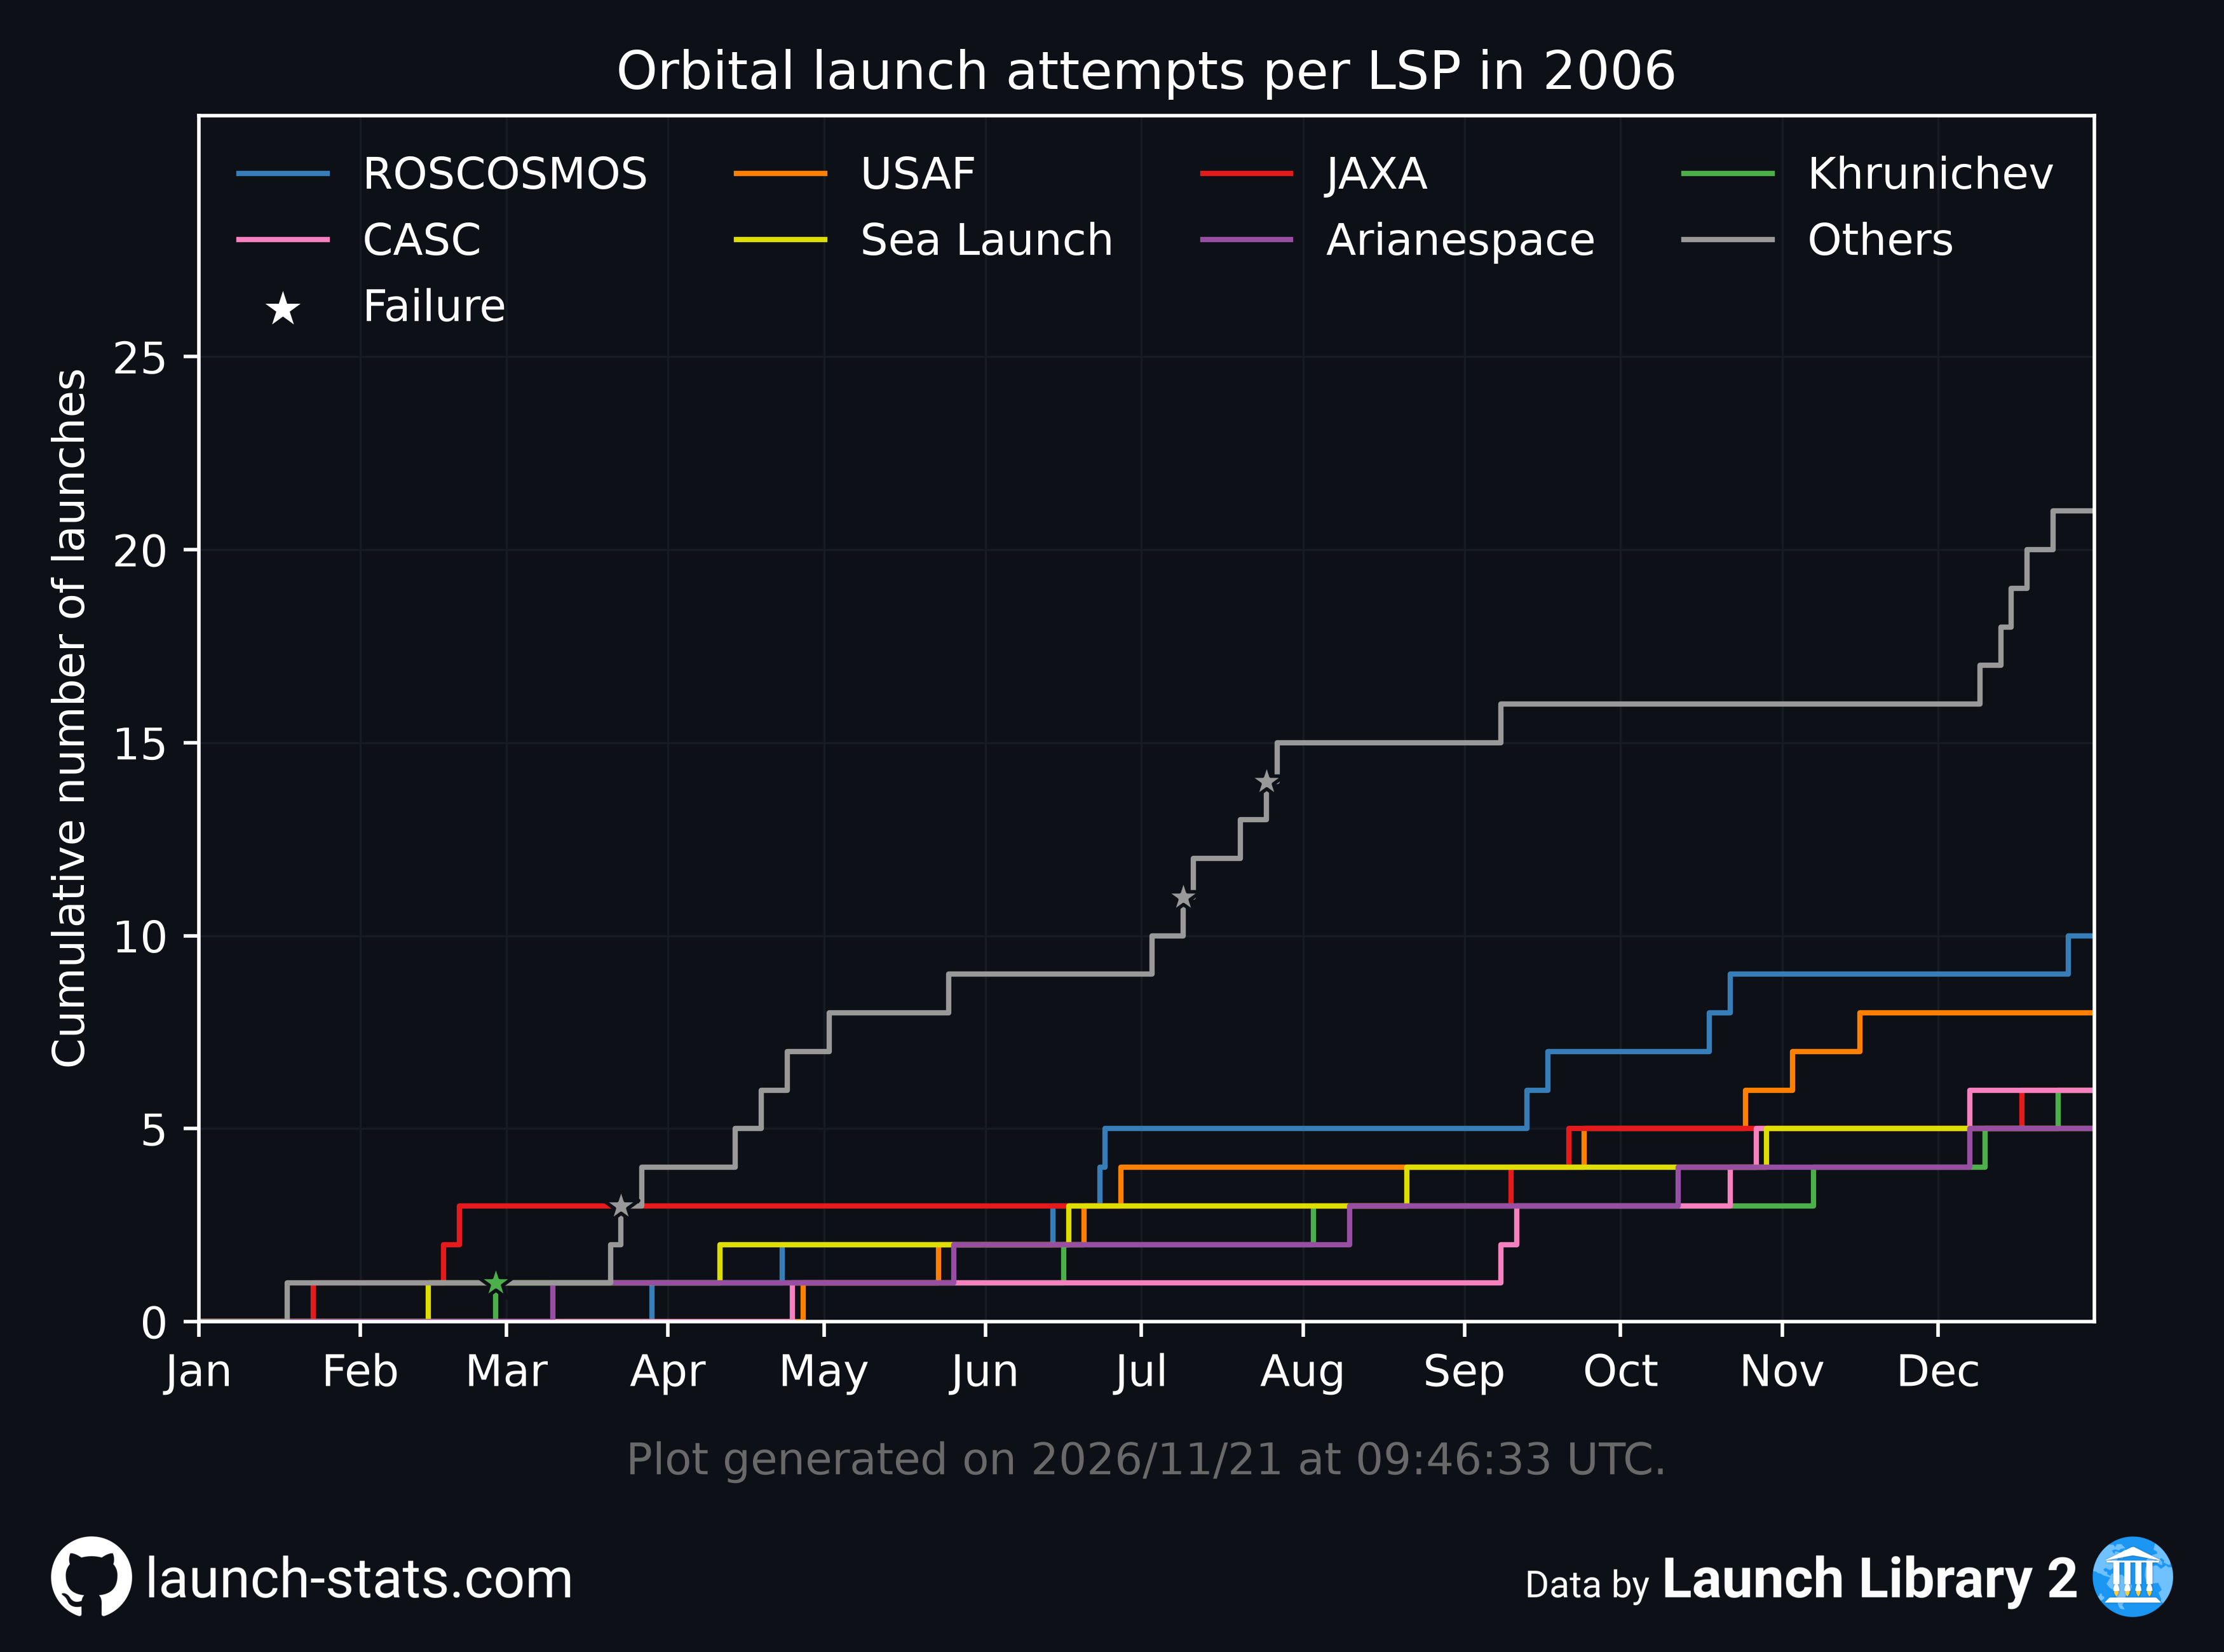 Orbital launch attempts per LSP in 2006
ROSCOSMOS USAF JAXA Khrunichev
CASC Sea Launch Arianespace Others
Failure
Cumulative number of launches
25
20
15
10
5
0
Jan Feb Mar Apr May Jun Jul Aug Sep Oct Nov Dec
Plot generated on 2026/11/21 at 09:46:33 UTC.
launch-stats.com
Data by Launch Library 2